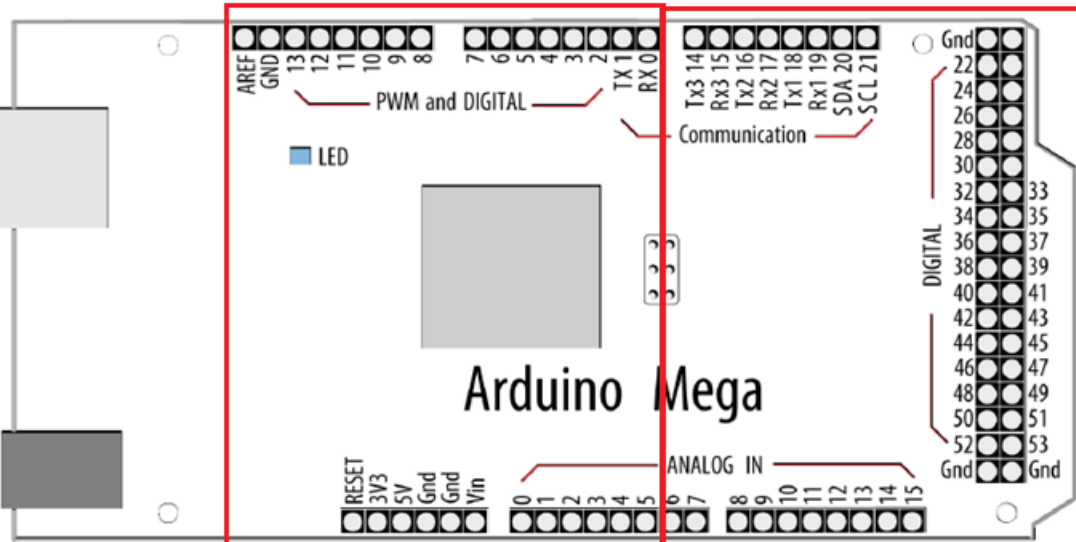 AREF GND 13 12 11 10 9 8 7 6 5 4 3 2 TX 1 RX 0 Tx3 14 Rx3 15 Tx2 16 Rx2 17 Tx1 18 Rx1 19 SDA 20 SCL 21
PWM and DIGITAL
Communication
LED
Gnd
22
24
26
28
30
32 33
34 35
36 37
38 39
40 41
42 43
44 45
46 47
48 49
50 51
52 53
Gnd Gnd
DIGITAL
Arduino Mega
ANALOG IN
RESET 3V3 5V Gnd Gnd Vin 0 1 2 3 4 5 6 7 8 9 10 11 12 13 14 15